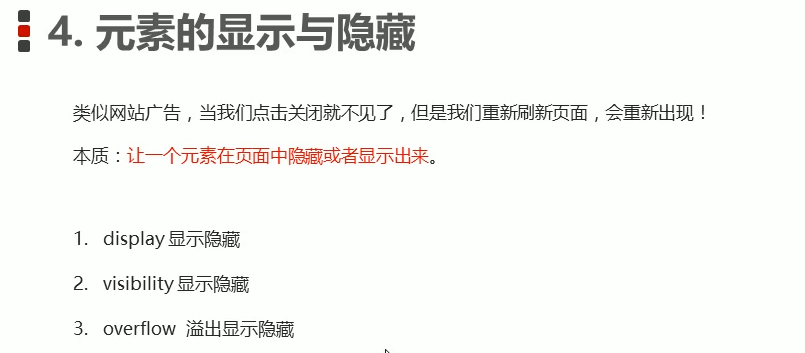 4. 元素的显示与隐藏
类似网站广告，当我们点击关闭就不见了，但是我们重新刷新页面，会重新出现！
本质：让一个元素在页面中隐藏或者显示出来。
1. display 显示隐藏
2. visibility 显示隐藏
3. overflow 溢出显示隐藏